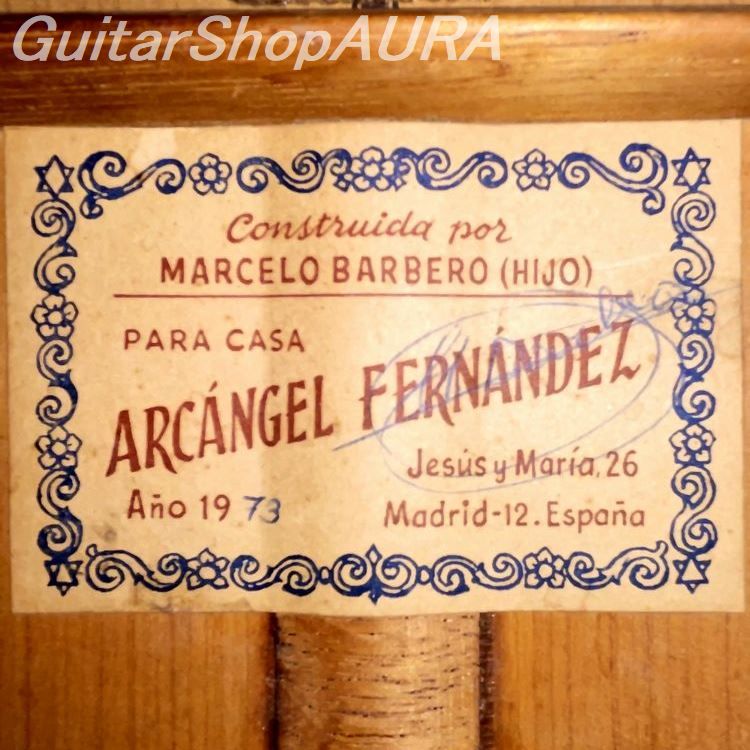 GuitarShopAURA
Construida por
MARCELO BARBERO (HIJO)
PARA CASA
ARCÁNGEL FERNÁNDEZ
Jesús y María, 26
Año 1973
Madrid-12. España